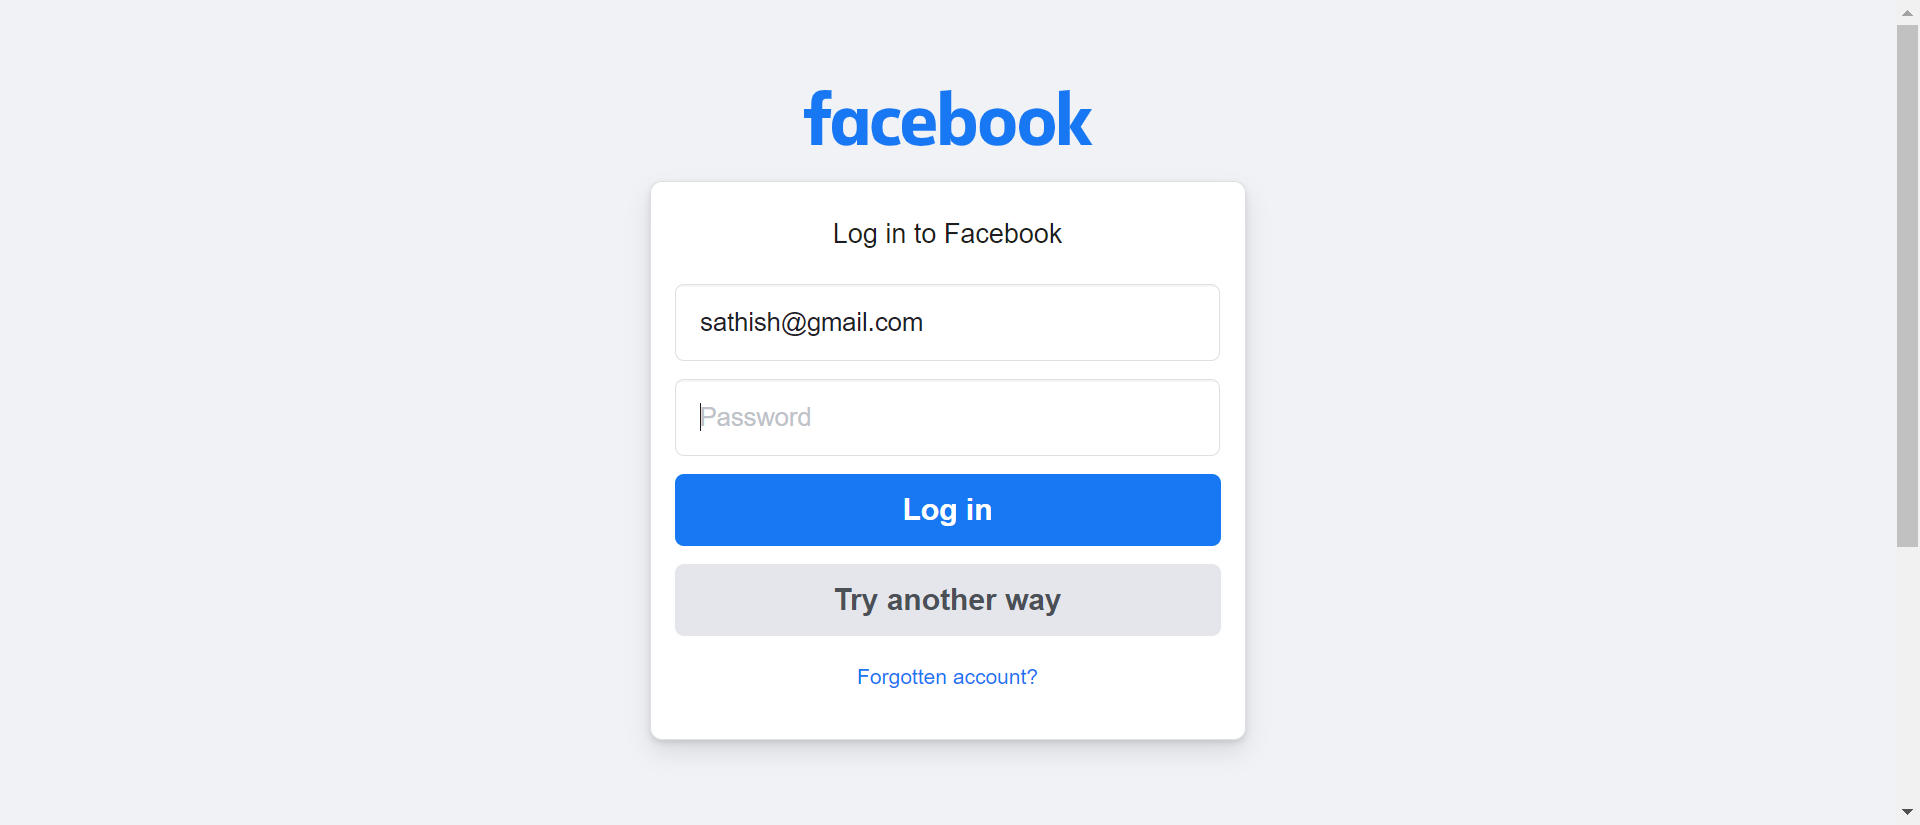 facebook
Log in to Facebook
sathish@gmail.com
Password
Log in
Try another way
Forgotten account?